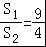 S₁/S₂ = 9/4